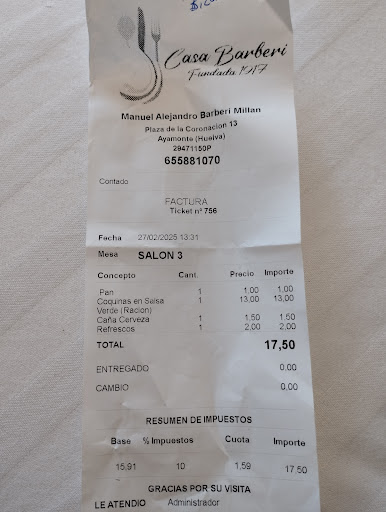 Casa Barberi
Fundada 1917
Manuel Alejandro Barberi Millan
Plaza de la Coronacion 13
Ayamonte (Huelva)
29471150P
655881070
Contado
FACTURA
Ticket nº 756
Fecha 27/02/2025 13:31
Mesa SALON 3
Concepto Cant. Precio Importe
Pan 1 1,00 1,00
Coquinas en Salsa 1 13,00 13,00
Verde (Racion)
Caña Cerveza 1 1,50 1,50
Refrescos 1 2,00 2,00
TOTAL 17,50
ENTREGADO 0,00
CAMBIO 0,00
RESUMEN DE IMPUESTOS
Base % Impuestos Cuota Importe
15,91 10 1,59 17,50
GRACIAS POR SU VISITA
LE ATENDIO Administrador